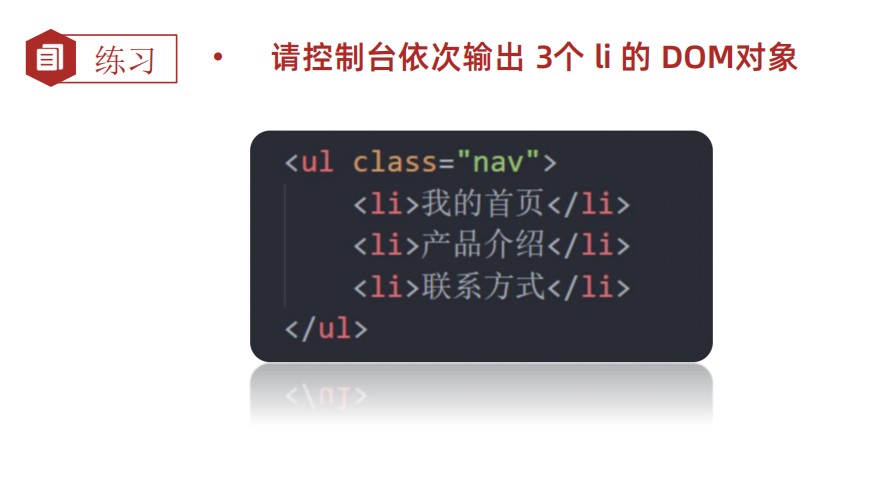 练习
• 请控制台依次输出 3个 li 的 DOM对象
<ul class="nav">
<li>我的首页</li>
<li>产品介绍</li>
<li>联系方式</li>
</ul>